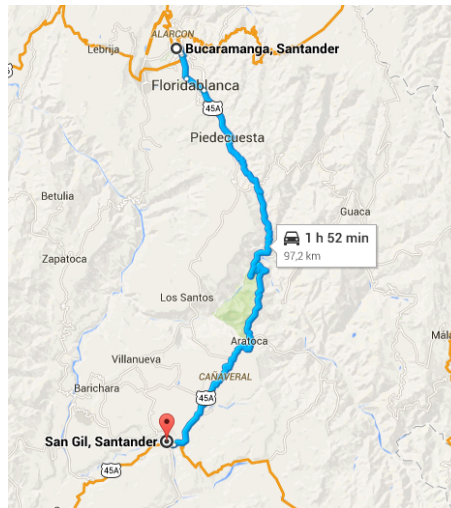 ALARCON
Lebrija
Bucaramanga, Santander
Floridablanca
45A
Piedecuesta
Betulia
Guaca
1 h 52 min
97,2 km
Zapatoca
Los Santos
Aratoca
Mála
Villanueva
CAÑAVERAL
Barichara
45A
San Gil, Santander
45A